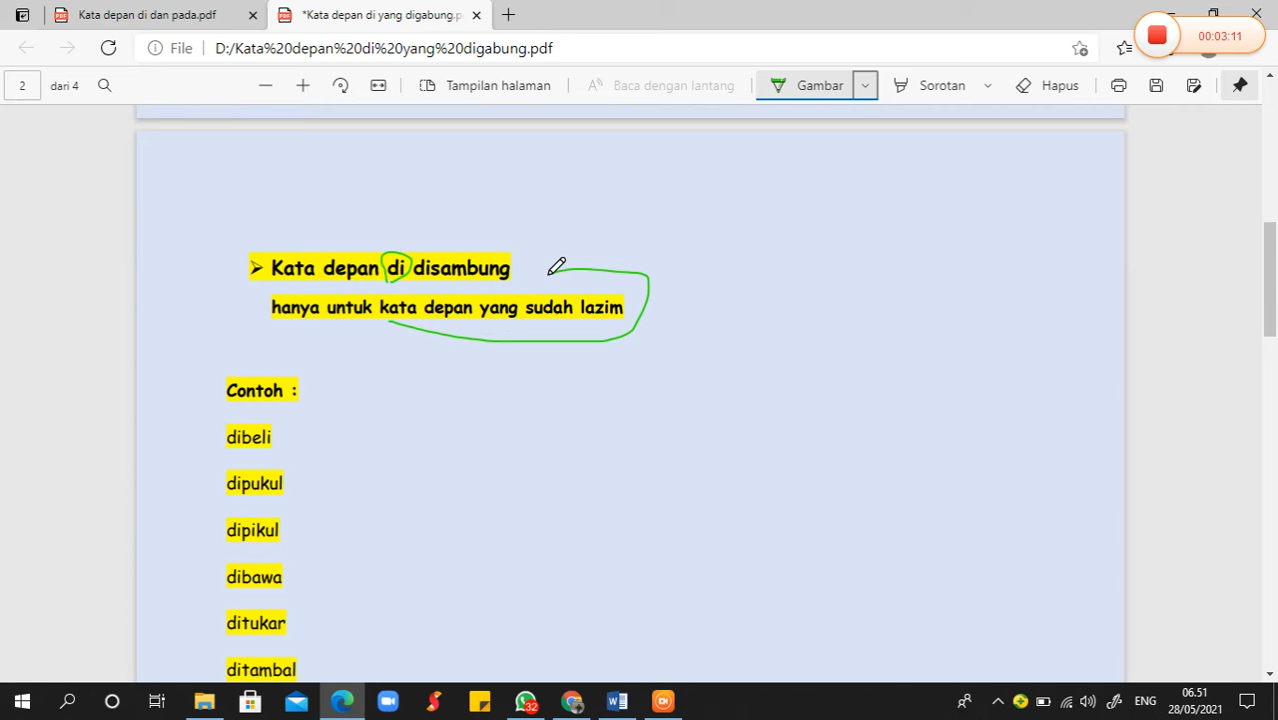 Kata depan di dan pada.pdf
*Kata depan di yang digabung.p
00:03:11
File
D:/Kata%20depan%20di%20yang%20digabung.pdf
2
dari 4
Tampilan halaman
Baca dengan lantang
Gambar
Sorotan
Hapus
➢ Kata depan di disambung
hanya untuk kata depan yang sudah lazim
Contoh :
dibeli
dipukul
dipikul
dibawa
ditukar
ditambal
32
ENG
06.51
28/05/2021